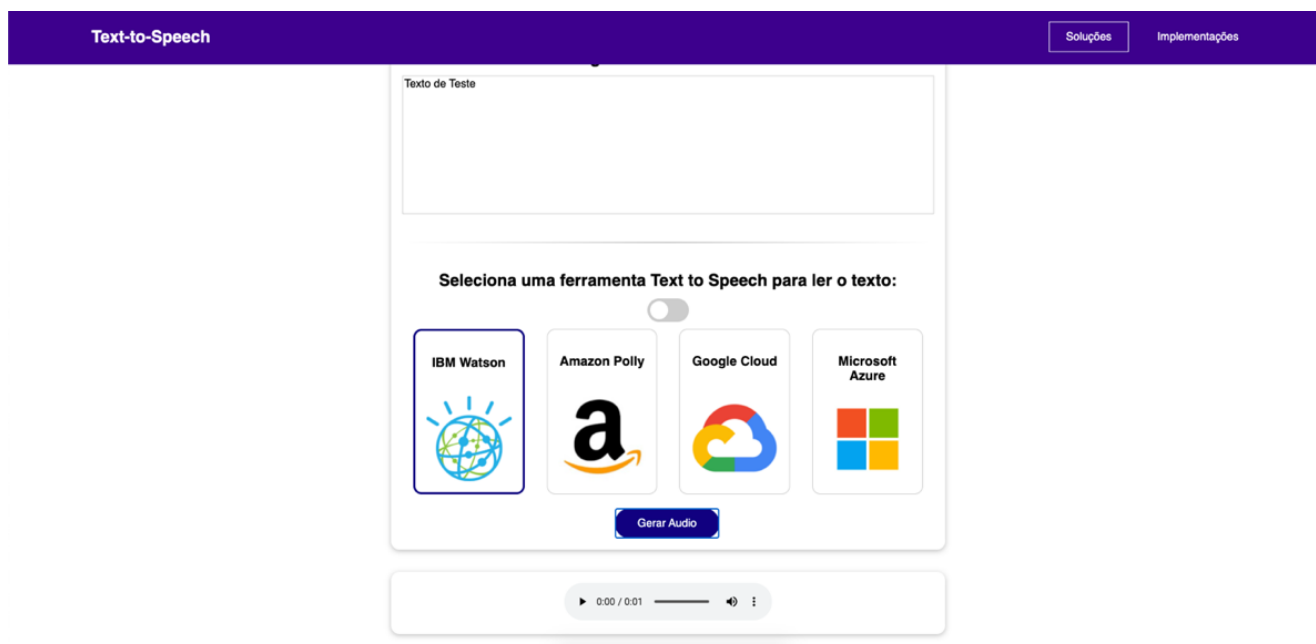 Text-to-Speech
Soluções
Implementações
Texto de Teste
Seleciona uma ferramenta Text to Speech para ler o texto:
IBM Watson
Amazon Polly
Google Cloud
Microsoft
Azure
Gerar Audio
0:00 / 0:01